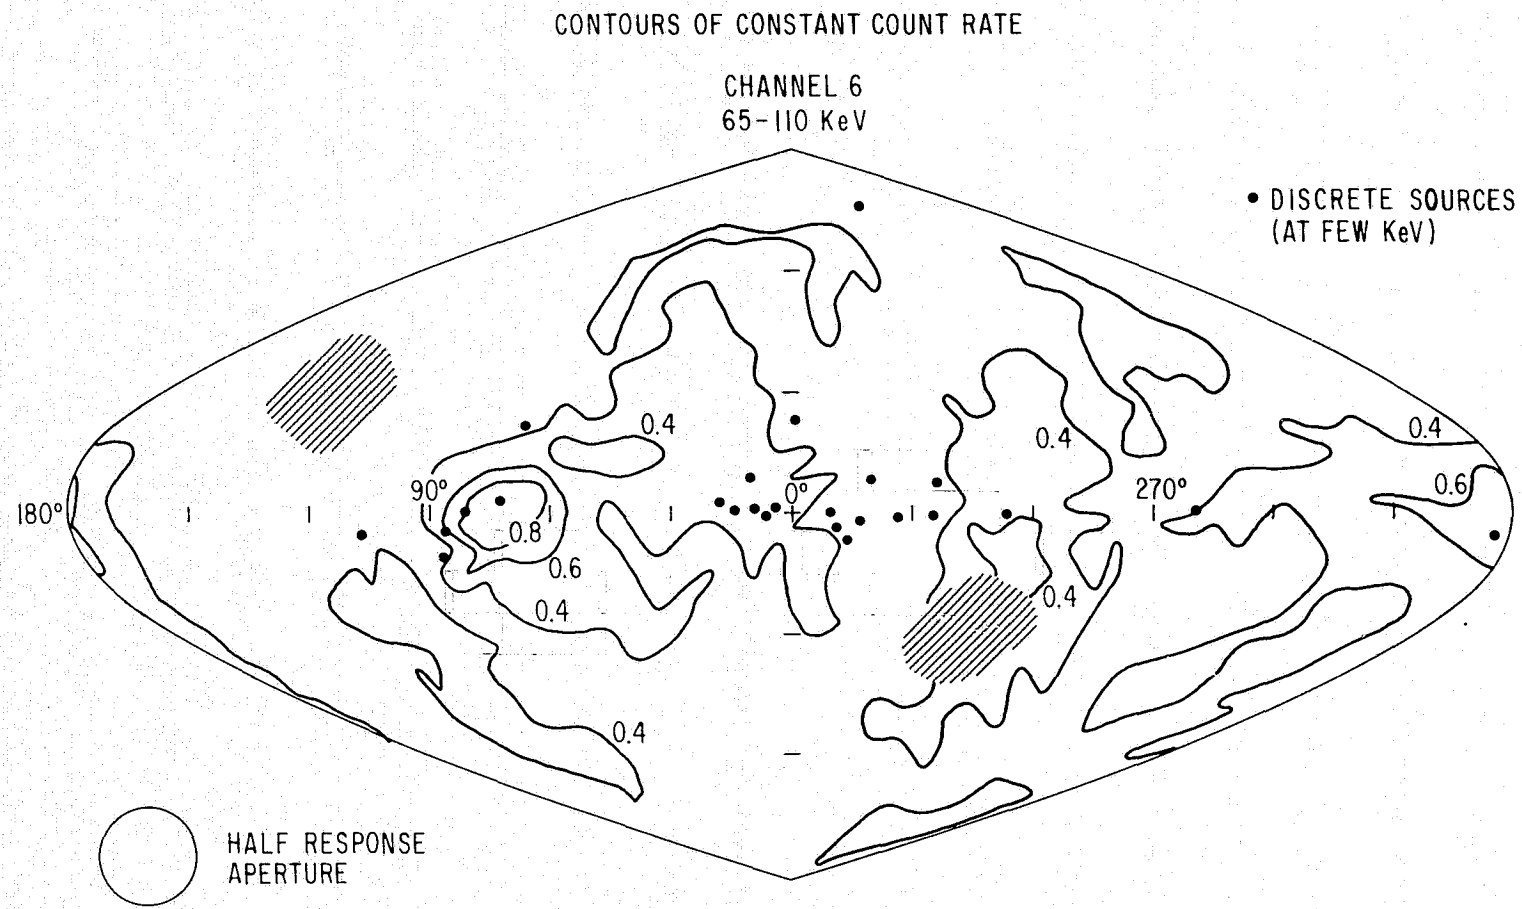 CONTOURS OF CONSTANT COUNT RATE
CHANNEL 6
65-110 KeV
DISCRETE SOURCES
(AT FEW KeV)
0.4
0.4
0.4
90°
0°
270°
0.6
180°
0.8
0.6
0.4
0.4
0.4
HALF RESPONSE
APERTURE